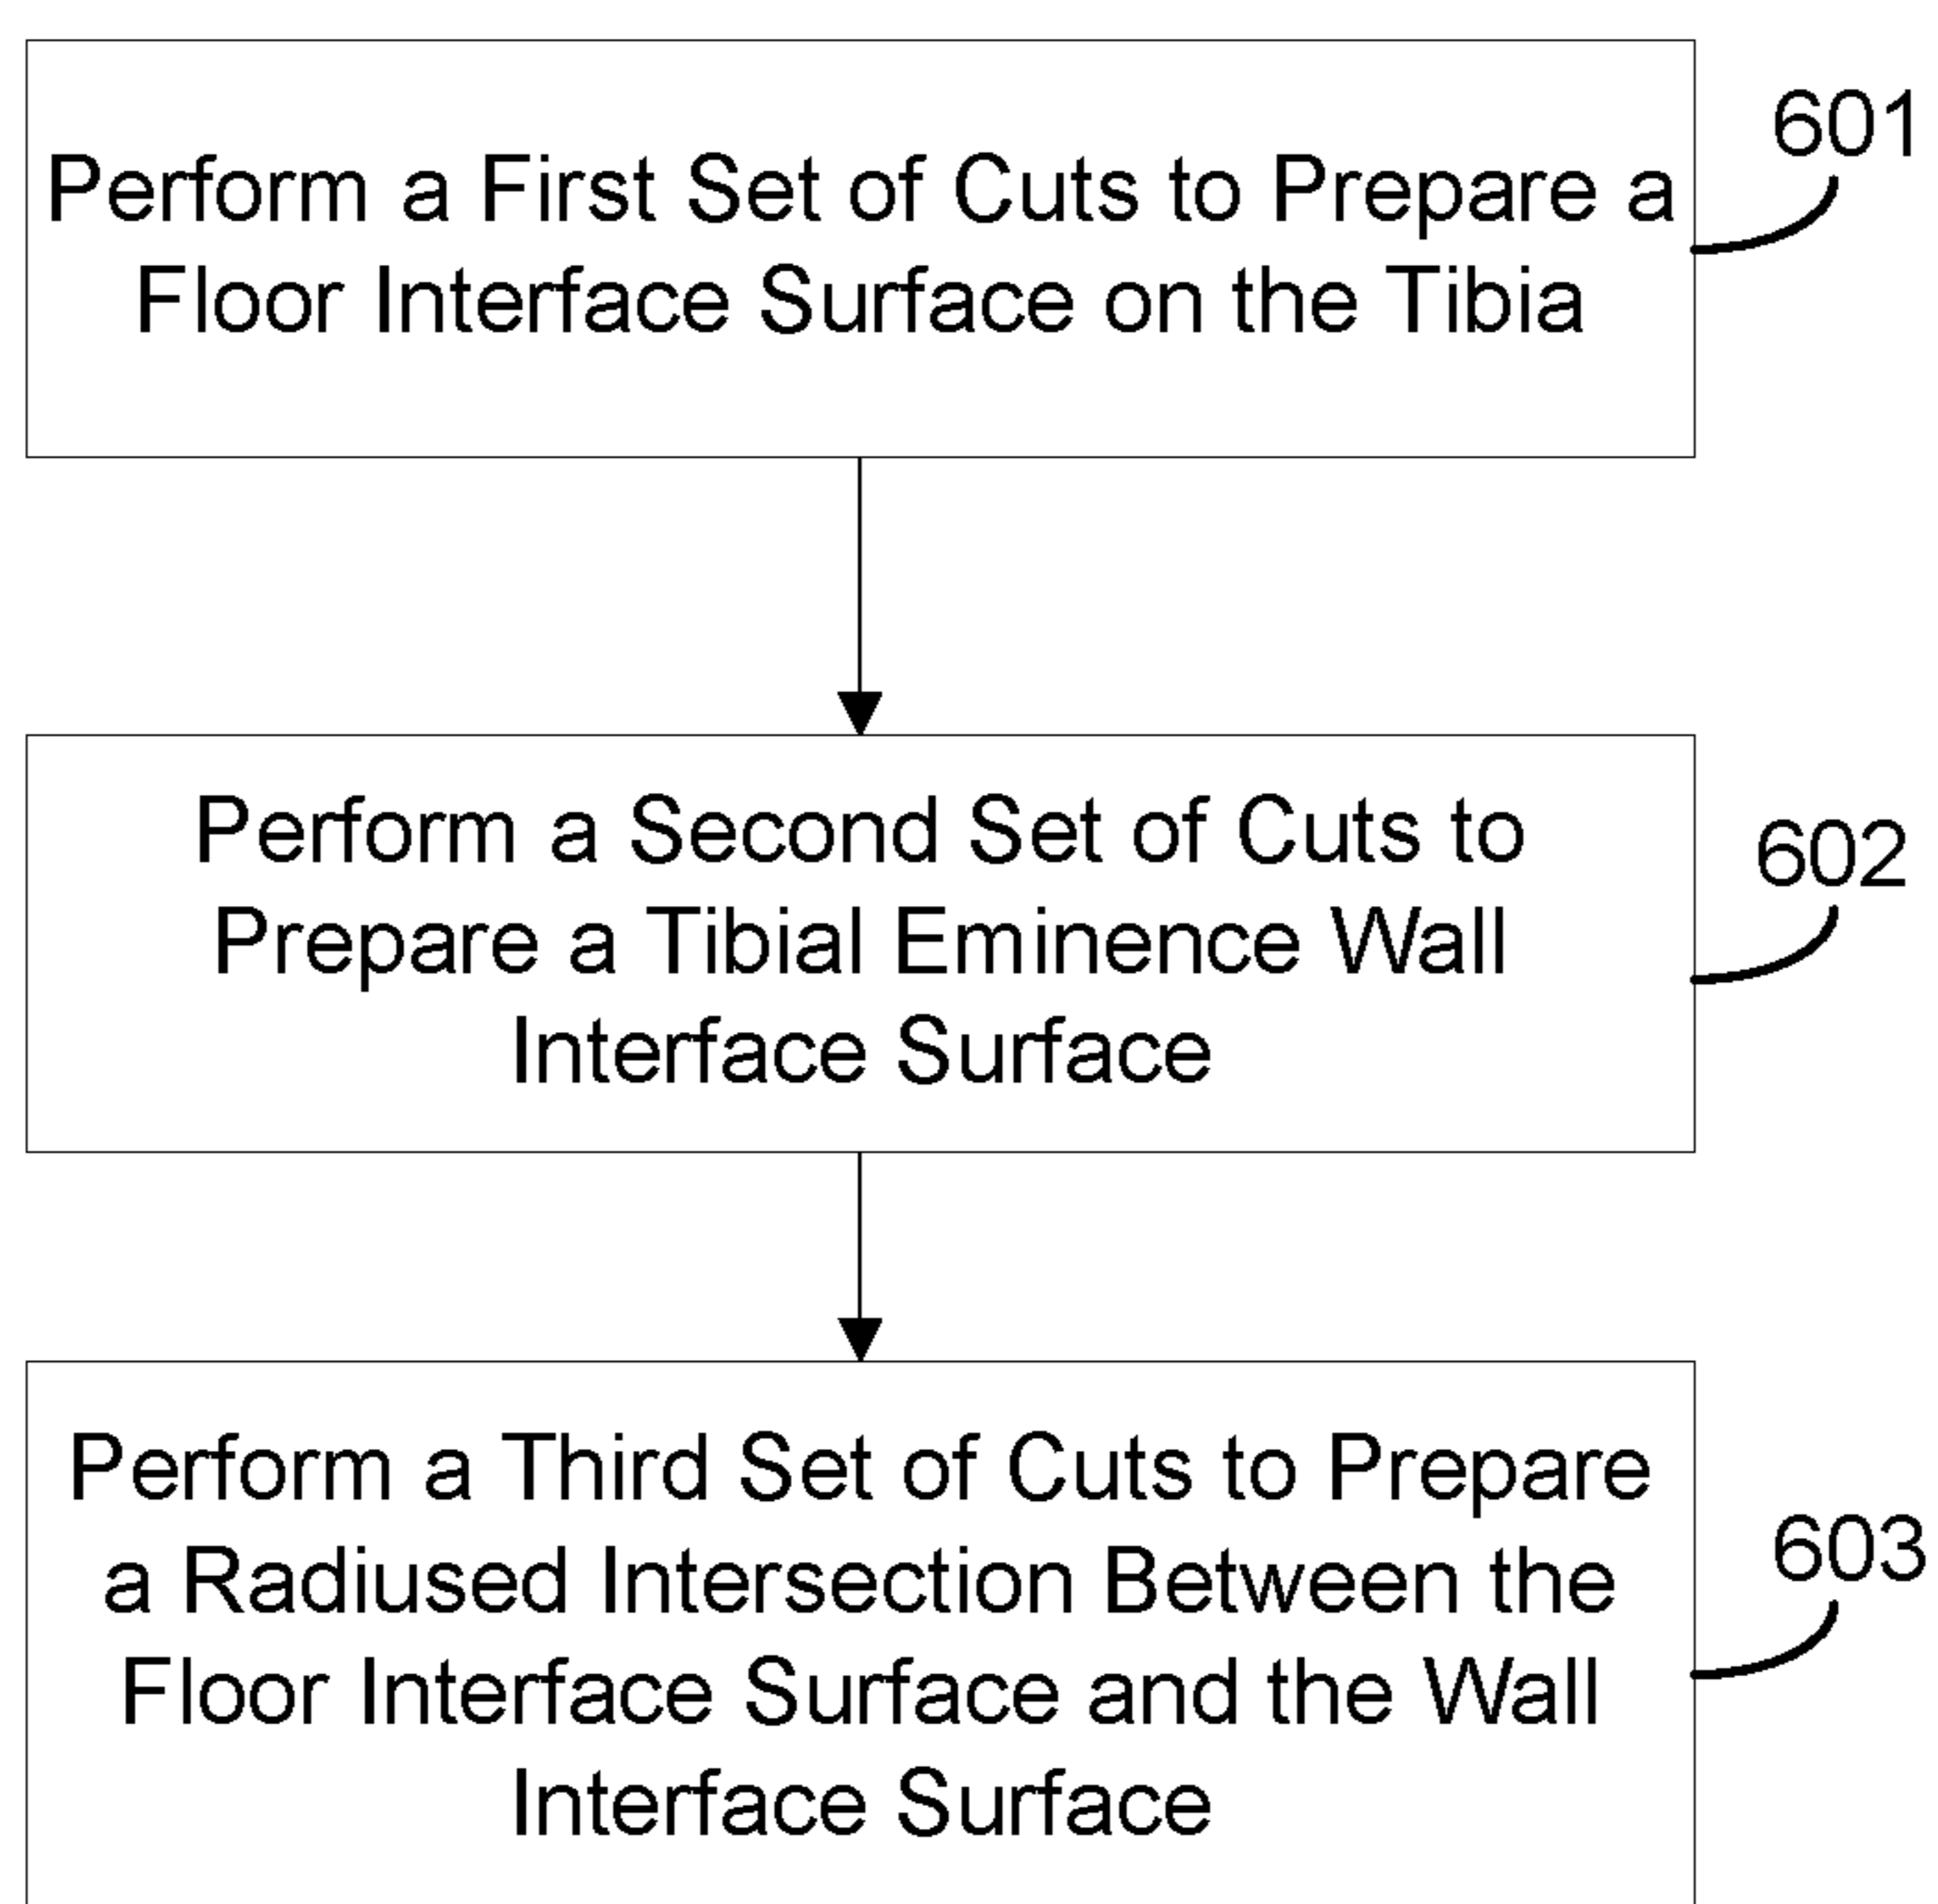 Perform a First Set of Cuts to Prepare a
Floor Interface Surface on the Tibia
601
Perform a Second Set of Cuts to
Prepare a Tibial Eminence Wall
Interface Surface
602
Perform a Third Set of Cuts to Prepare
a Radiused Intersection Between the
Floor Interface Surface and the Wall
Interface Surface
603